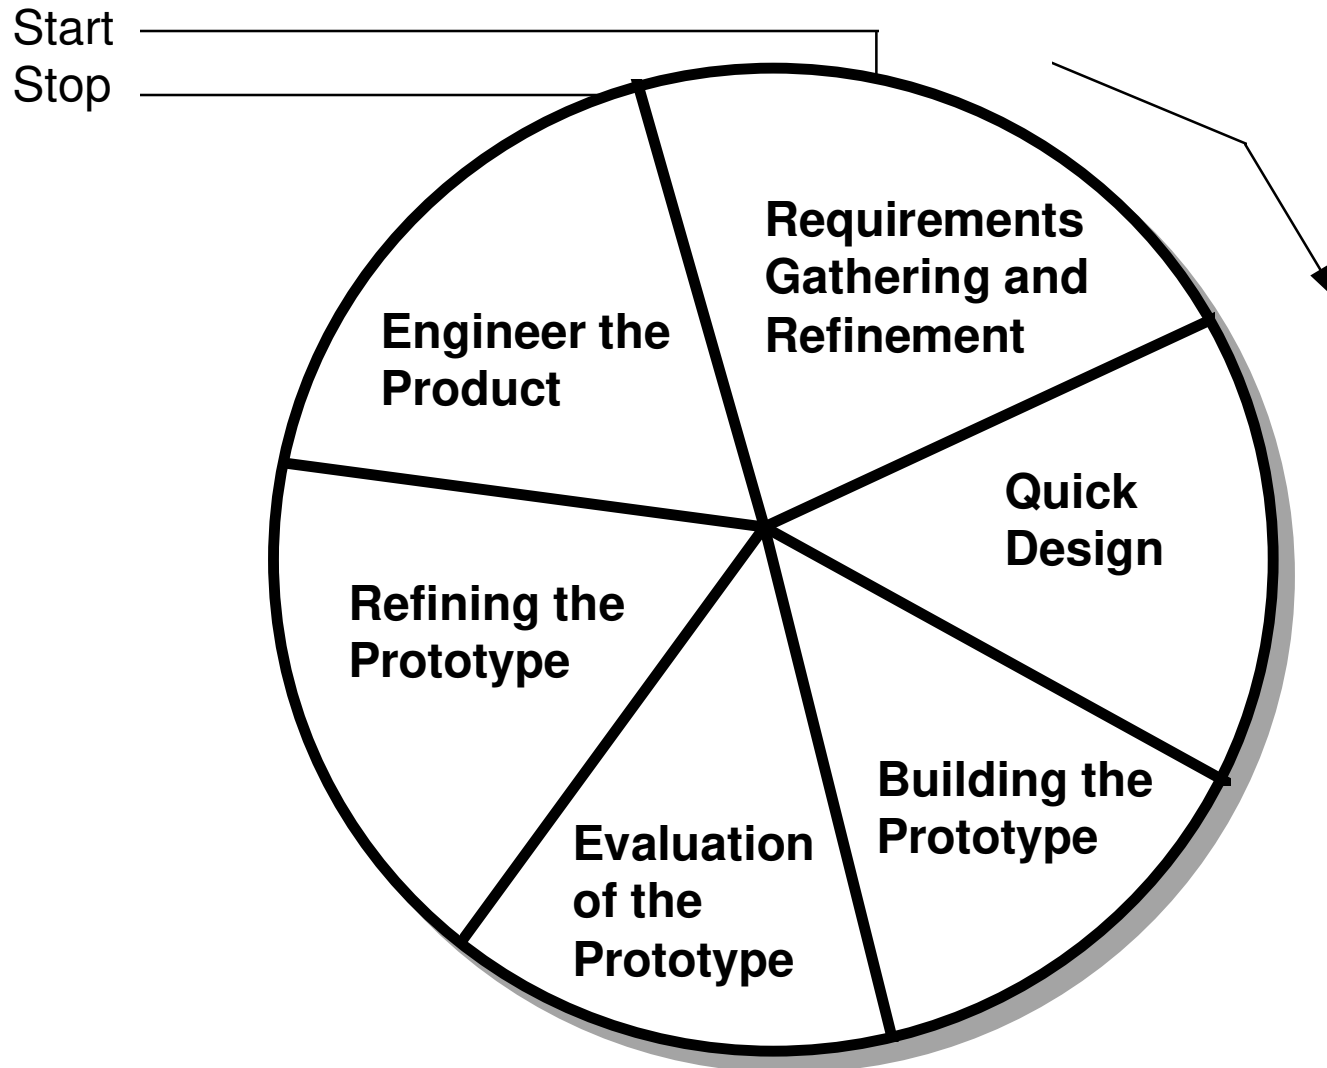 Start
Stop
Requirements
Gathering and
Refinement
Engineer the
Product
Quick
Design
Refining the
Prototype
Building the
Prototype
Evaluation
of the
Prototype